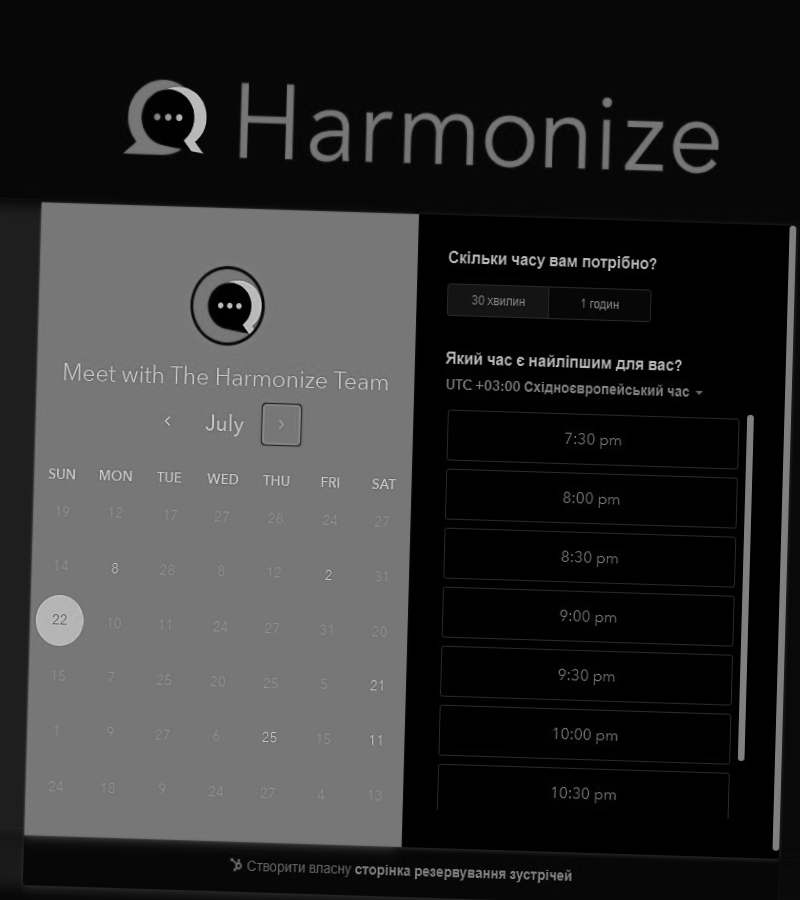 Harmonize
Meet with The Harmonize Team
July
SUN MON TUE WED THU FRI SAT
19 12 17 27 28 24 27
14 8 28 8 12 2 31
22 10 11 24 27 31 20
15 7 25 20 25 5 21
1 9 27 6 25 15 11
24 18 9 24 27 4 13
Скільки часу вам потрібно?
30 хвилин 1 годин
Який час є найліпшим для вас?
UTC +03:00 Східноєвропейський час
7:30 pm
8:00 pm
8:30 pm
9:00 pm
9:30 pm
10:00 pm
10:30 pm
Створити власну сторінка резервування зустрічей